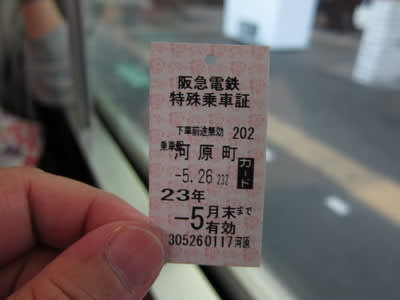 阪急電鉄
特殊乗車証
下車前途無効 202
乗車駅 河原町
-5.26 232 カード
23年
-5月末まで
有効
305260117河原